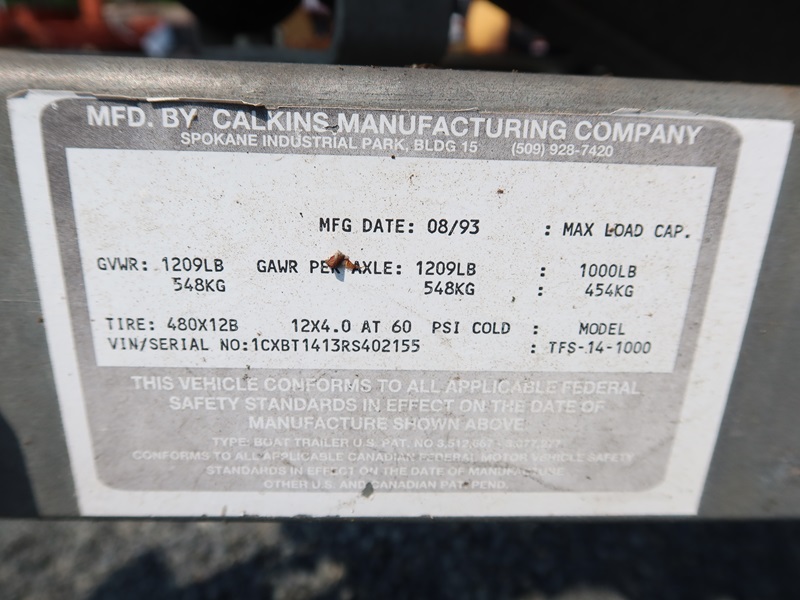 MFD. BY CALKINS MANUFACTURING COMPANY
SPOKANE INDUSTRIAL PARK, BLDG 15 (509) 928-7420
MFG DATE: 08/93 : MAX LOAD CAP.
GVWR: 1209LB GAWR PER AXLE: 1209LB : 1000LB
548KG 548KG : 454KG
TIRE: 480X12B 12X4.0 AT 60 PSI COLD : MODEL
VIN/SERIAL NO:1CXBT1413RS402155 : TFS-14-1000
THIS VEHICLE CONFORMS TO ALL APPLICABLE FEDERAL
SAFETY STANDARDS IN EFFECT ON THE DATE OF
MANUFACTURE SHOWN ABOVE
TYPE: BOAT TRAILER U.S. PAT. NO
CONFORMS TO ALL APPLICABLE CANADIAN FEDERAL MOTOR VEHICLE SAFETY
STANDARDS IN EFFECT ON THE DATE OF MANUFACTURE
OTHER U.S. AND CANADIAN PAT. PEND.